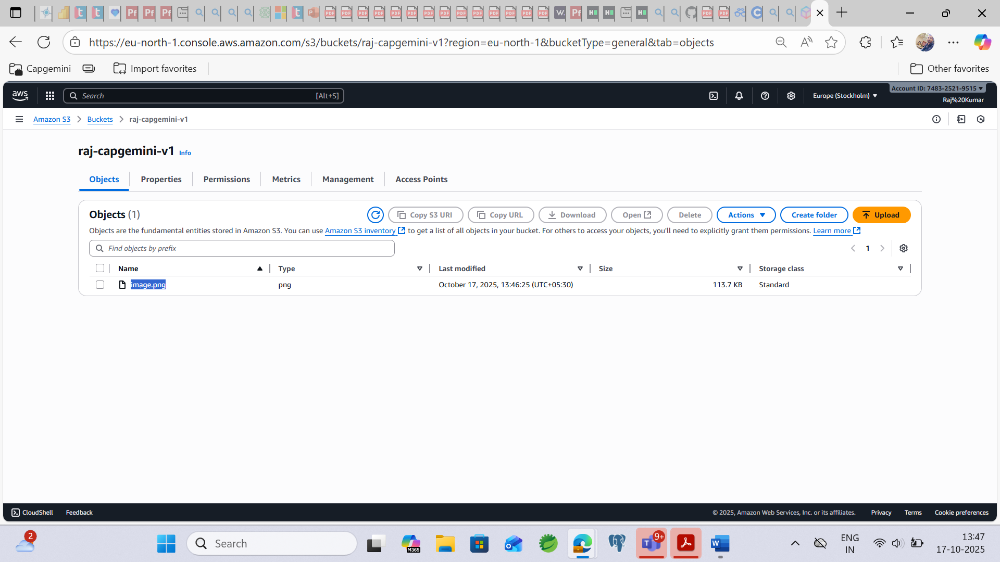 https://eu-north-1.console.aws.amazon.com/s3/buckets/raj-capgemini-v1?region=eu-north-1&bucketType=general&tab=objects
Capgemini
Import favorites
Other favorites
aws
Search
[Alt+S]
Europe (Stockholm)
Account ID: 7483-2521-9515
Raj%20Kumar
Amazon S3
Buckets
raj-capgemini-v1
raj-capgemini-v1 Info
Objects
Properties
Permissions
Metrics
Management
Access Points
Objects (1)
Copy S3 URI
Copy URL
Download
Open
Delete
Actions
Create folder
Upload
Objects are the fundamental entities stored in Amazon S3. You can use Amazon S3 inventory to get a list of all objects in your bucket. For others to access your objects, you'll need to explicitly grant them permissions. Learn more
Find objects by prefix
1
Name
Type
Last modified
Size
Storage class
image.png
png
October 17, 2025, 13:46:25 (UTC+05:30)
113.7 KB
Standard
CloudShell
Feedback
© 2025, Amazon Web Services, Inc. or its affiliates.
Privacy
Terms
Cookie preferences
2
Search
M365
9+
ENG
IN
13:47
17-10-2025